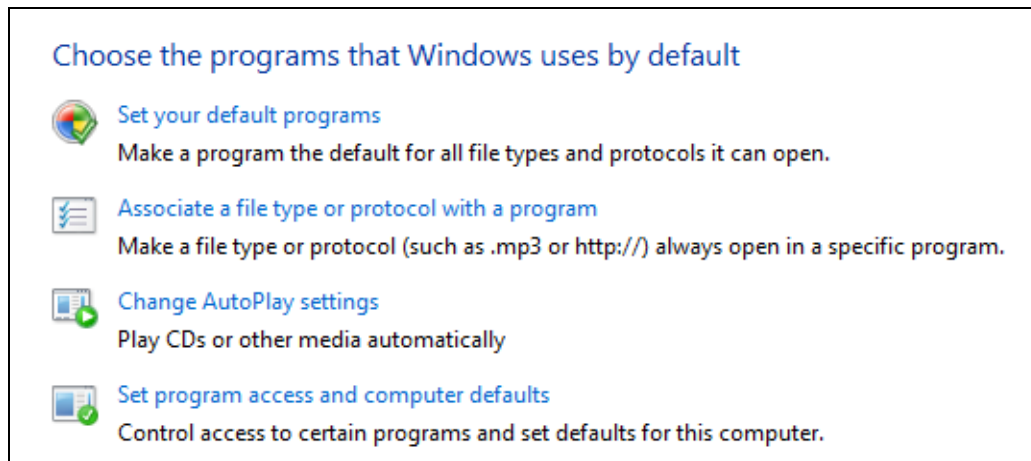 Choose the programs that Windows uses by default
Set your default programs
Make a program the default for all file types and protocols it can open.
Associate a file type or protocol with a program
Make a file type or protocol (such as .mp3 or http://) always open in a specific program.
Change AutoPlay settings
Play CDs or other media automatically
Set program access and computer defaults
Control access to certain programs and set defaults for this computer.